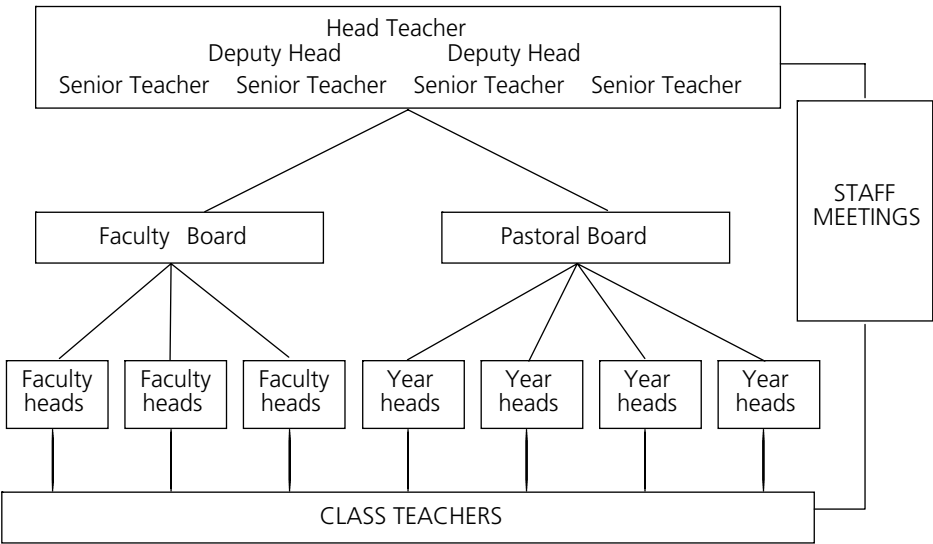 Head Teacher
Deputy Head Deputy Head
Senior Teacher Senior Teacher Senior Teacher Senior Teacher
STAFF
MEETINGS
Faculty Board
Pastoral Board
Faculty
heads
Faculty
heads
Faculty
heads
Year
heads
Year
heads
Year
heads
Year
heads
CLASS TEACHERS